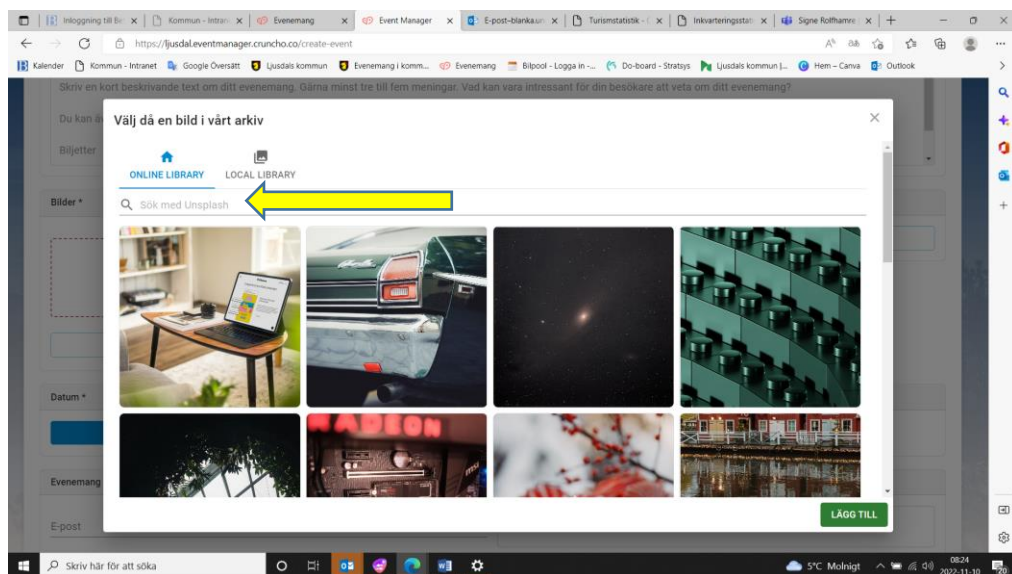 Inloggning till Be
Kommun - Intran
Evenemang
Event Manager
E-post-blanka
Turismstatistik -
Inkvarteringsstati
Signe Rolfhamre
https://ljusdal.eventmanager.cruncho.co/create-event
Kalender
Kommun - Intranet
Google Översätt
Ljusdals kommun
Evenemang i komm...
Evenemang
Bilpool - Logga in -...
Do-board - Stratsys
Ljusdals kommun |...
Hem – Canva
Outlook
Skriv en kort beskrivande text om ditt evenemang. Gärna minst tre till fem meningar. Vad kan vara intressant för din besökare att veta om ditt evenemang?
Du kan äv
Biljetter
Välj då en bild i vårt arkiv
ONLINE LIBRARY
LOCAL LIBRARY
Sök med Unsplash
Bilder *
RADEON
Datum *
Evenemang
E-post
LÄGG TILL
Skriv här för att söka
5°C Molnigt
08:24
2022-11-10
20